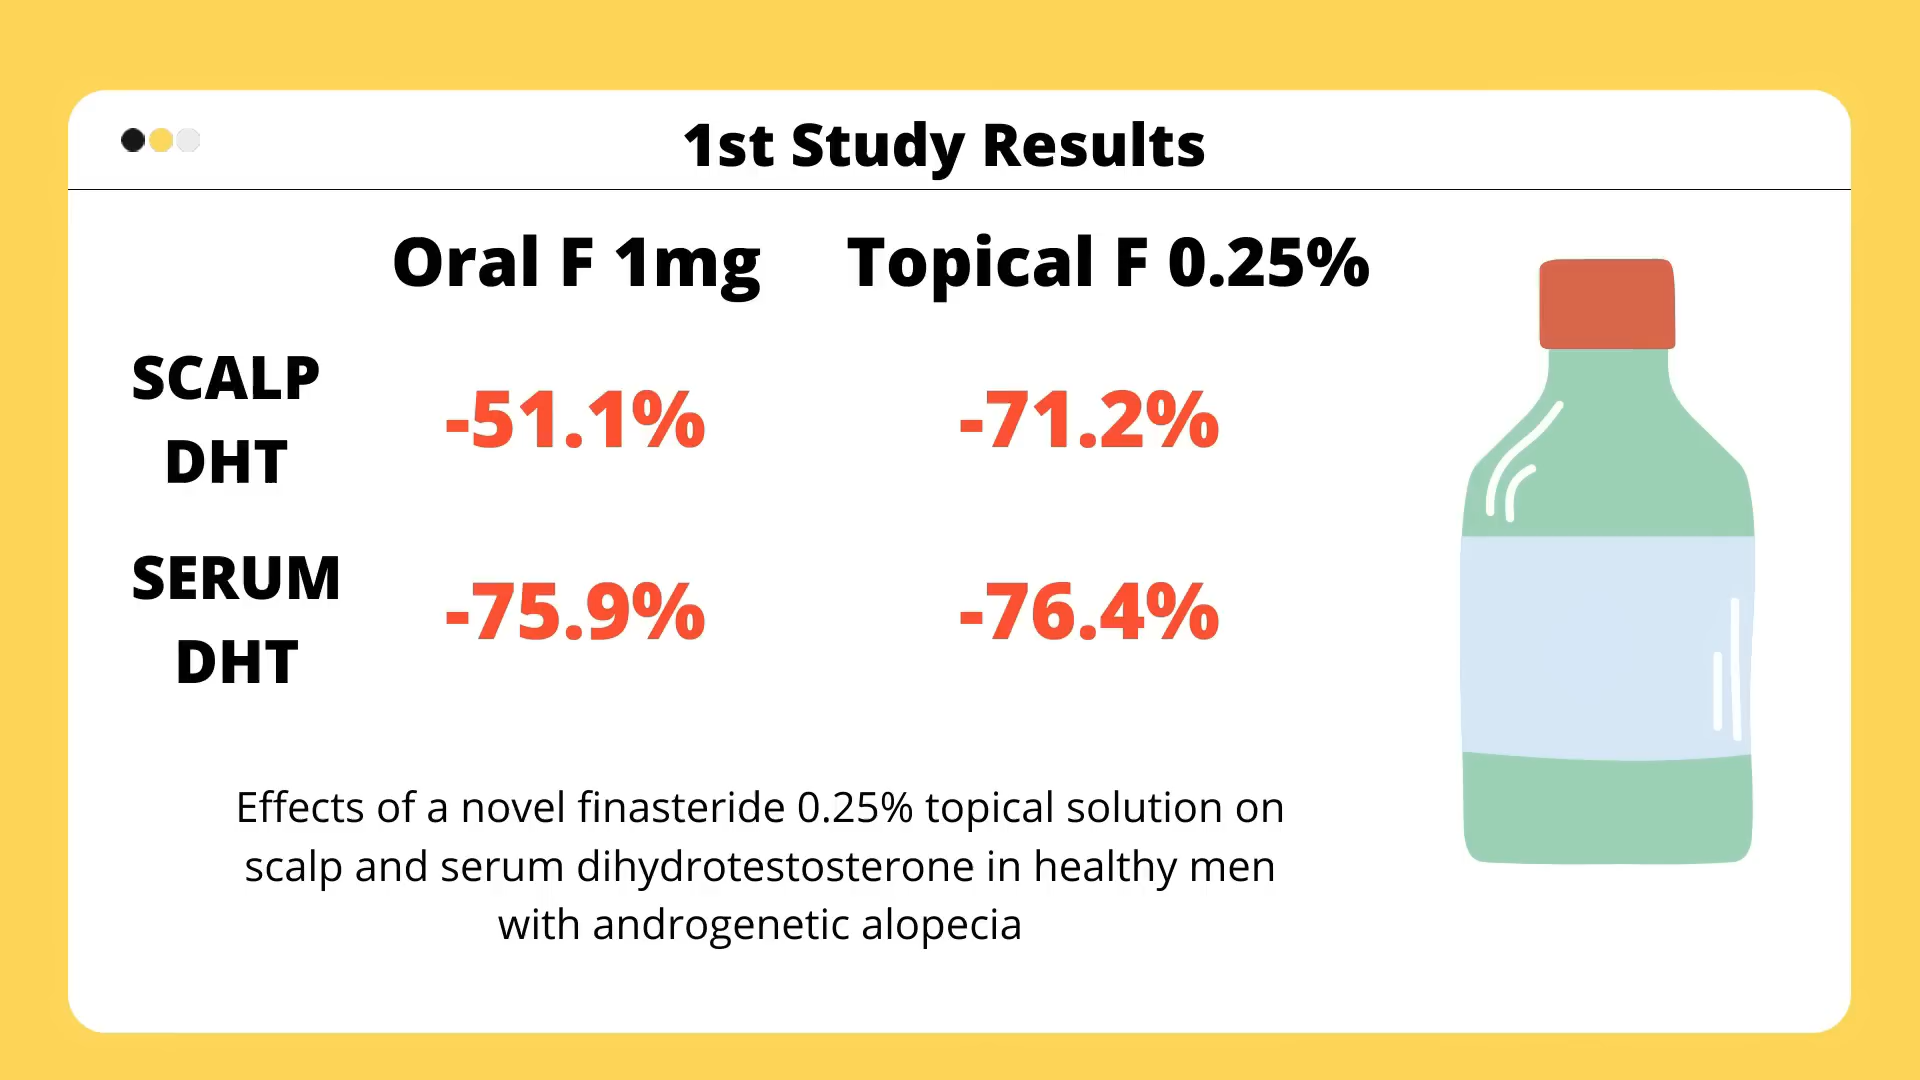 1st Study Results
Oral F 1mg
Topical F 0.25%
SCALP
DHT
-51.1%
-71.2%
SERUM
DHT
-75.9%
-76.4%
Effects of a novel finasteride 0.25% topical solution on
scalp and serum dihydrotestosterone in healthy men
with androgenetic alopecia